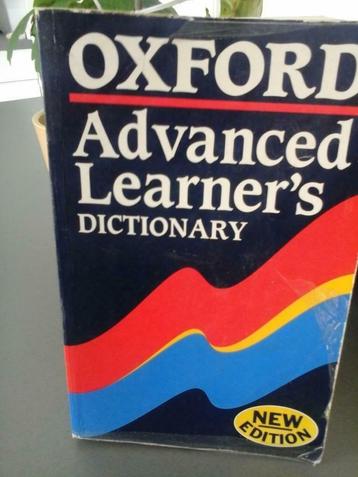 OXFORD
Advanced
Learner's
DICTIONARY
NEW
EDITION